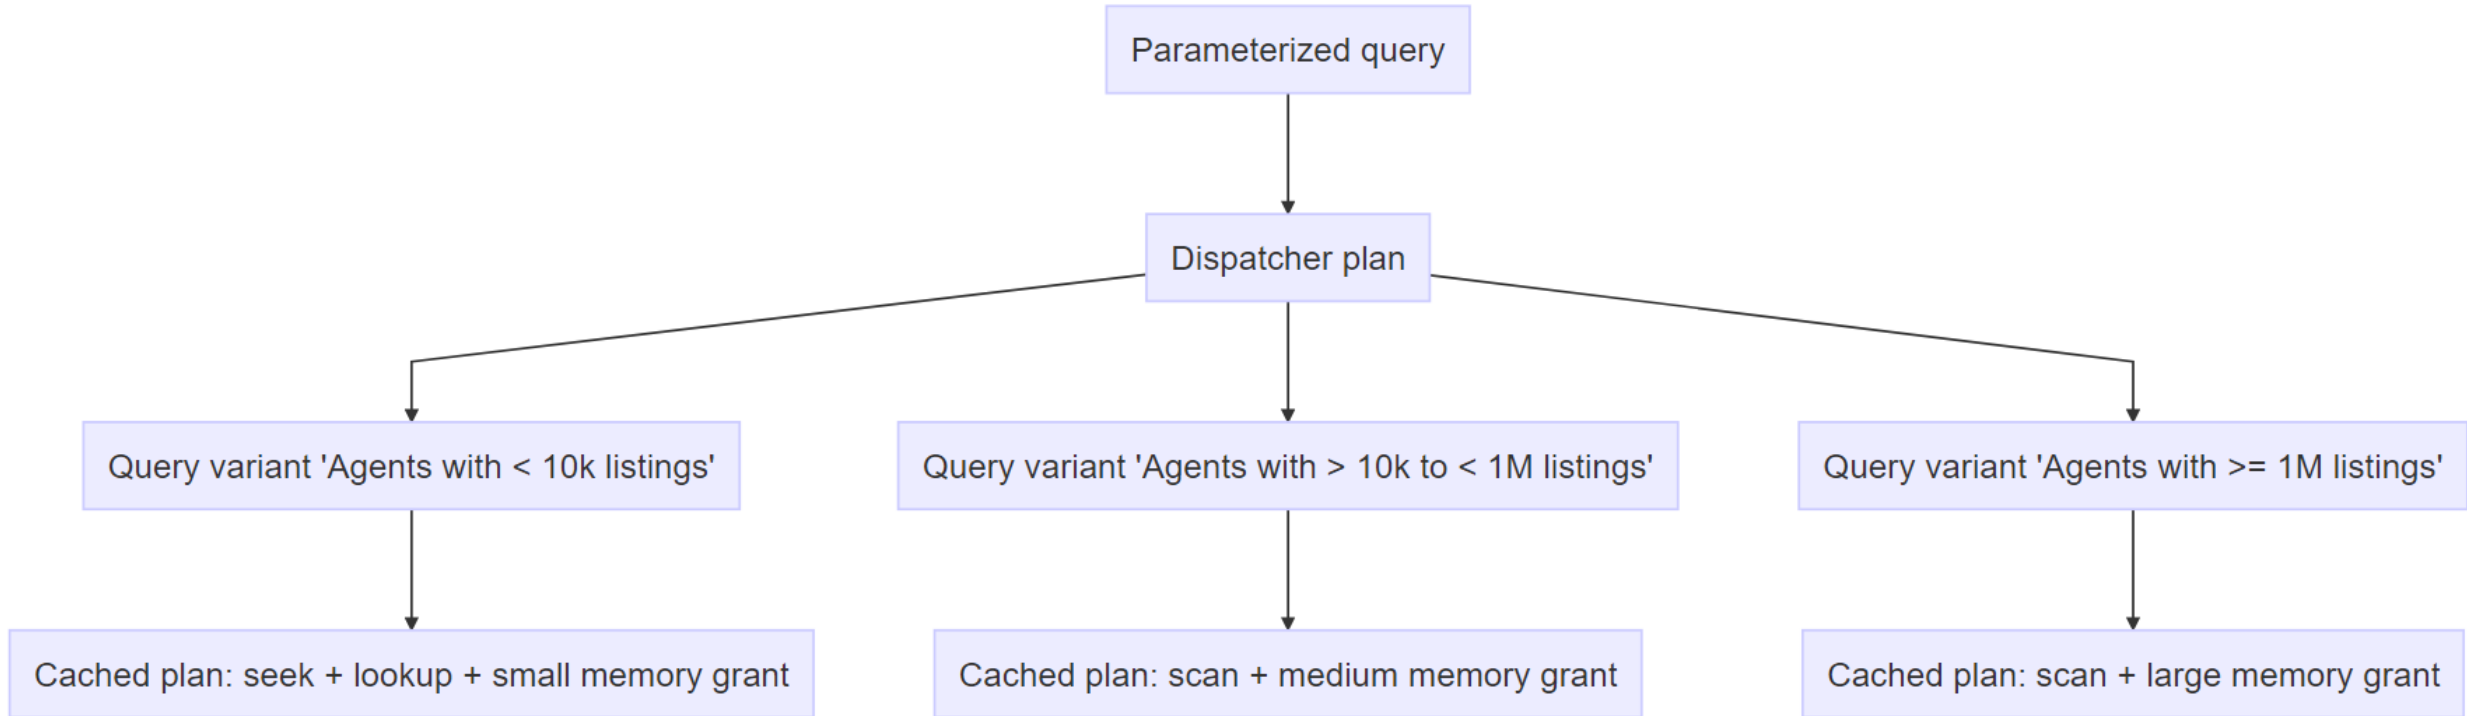 Parameterized query
Dispatcher plan
Query variant 'Agents with < 10k listings'
Query variant 'Agents with > 10k to < 1M listings'
Query variant 'Agents with >= 1M listings'
Cached plan: seek + lookup + small memory grant
Cached plan: scan + medium memory grant
Cached plan: scan + large memory grant